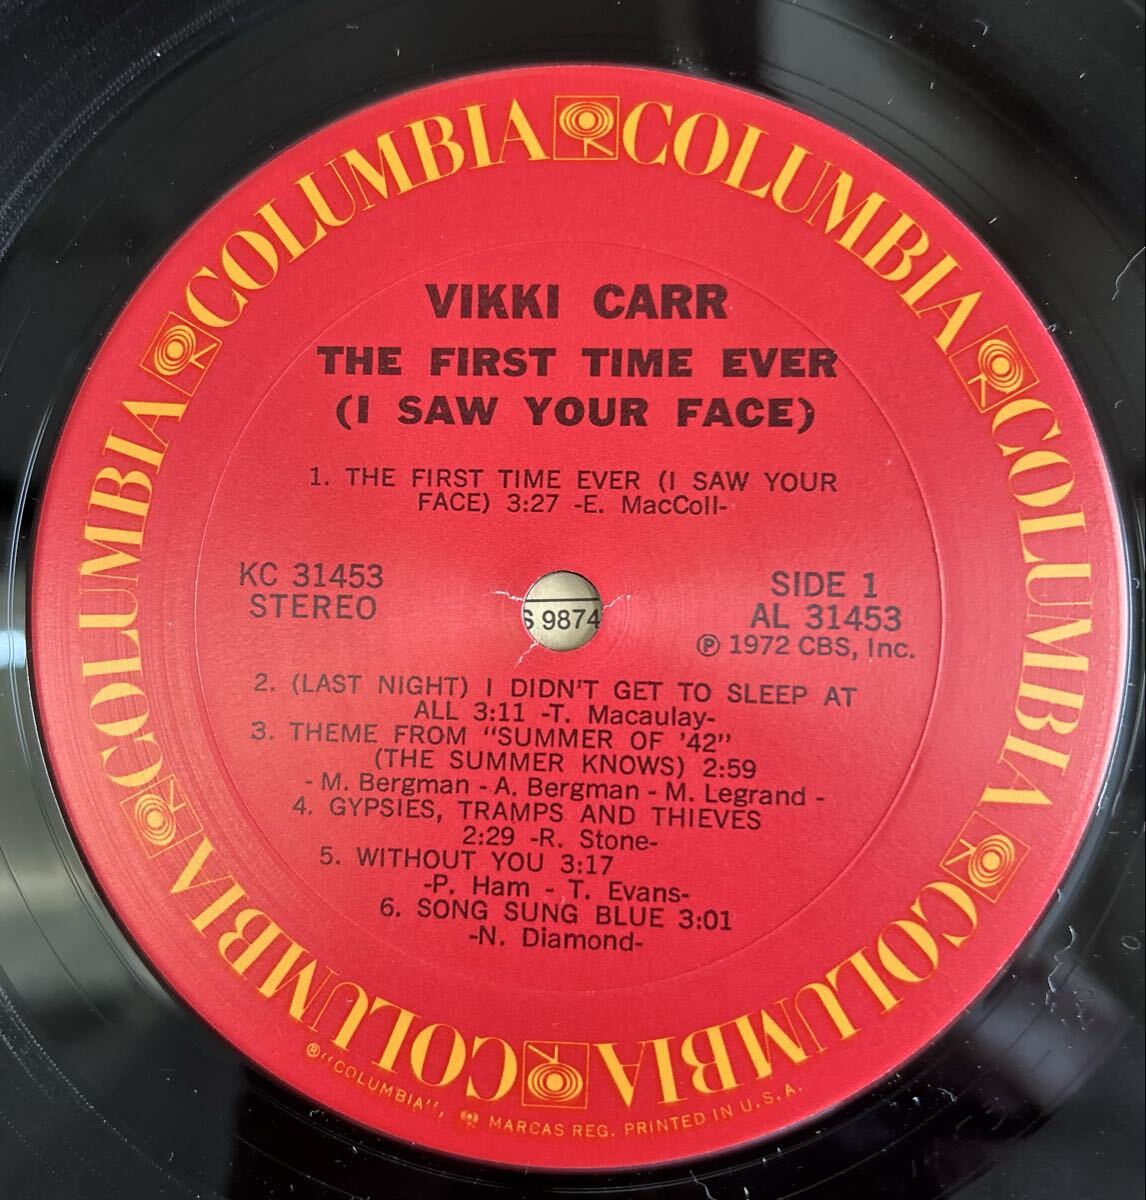 COLUMBIA COLUMBIA COLUMBIA COLUMBIA COLUMBIA COLUMBIA
VIKKI CARR
THE FIRST TIME EVER
(I SAW YOUR FACE)
1. THE FIRST TIME EVER (I SAW YOUR
FACE) 3:27 -E. MacColl-
KC 31453
STEREO
S 9874
SIDE 1
AL 31453
Ⓟ 1972 CBS, Inc.
2. (LAST NIGHT) I DIDN'T GET TO SLEEP AT
ALL 3:11 -T. Macaulay-
3. THEME FROM "SUMMER OF '42"
(THE SUMMER KNOWS) 2:59
- M. Bergman - A. Bergman - M. Legrand -
4. GYPSIES, TRAMPS AND THIEVES
2:29 -R. Stone-
5. WITHOUT YOU 3:17
-P. Ham - T. Evans-
6. SONG SUNG BLUE 3:01
-N. Diamond-
COLUMBIA COLUMBIA
® "COLUMBIA", MARCAS REG. PRINTED IN U.S.A.